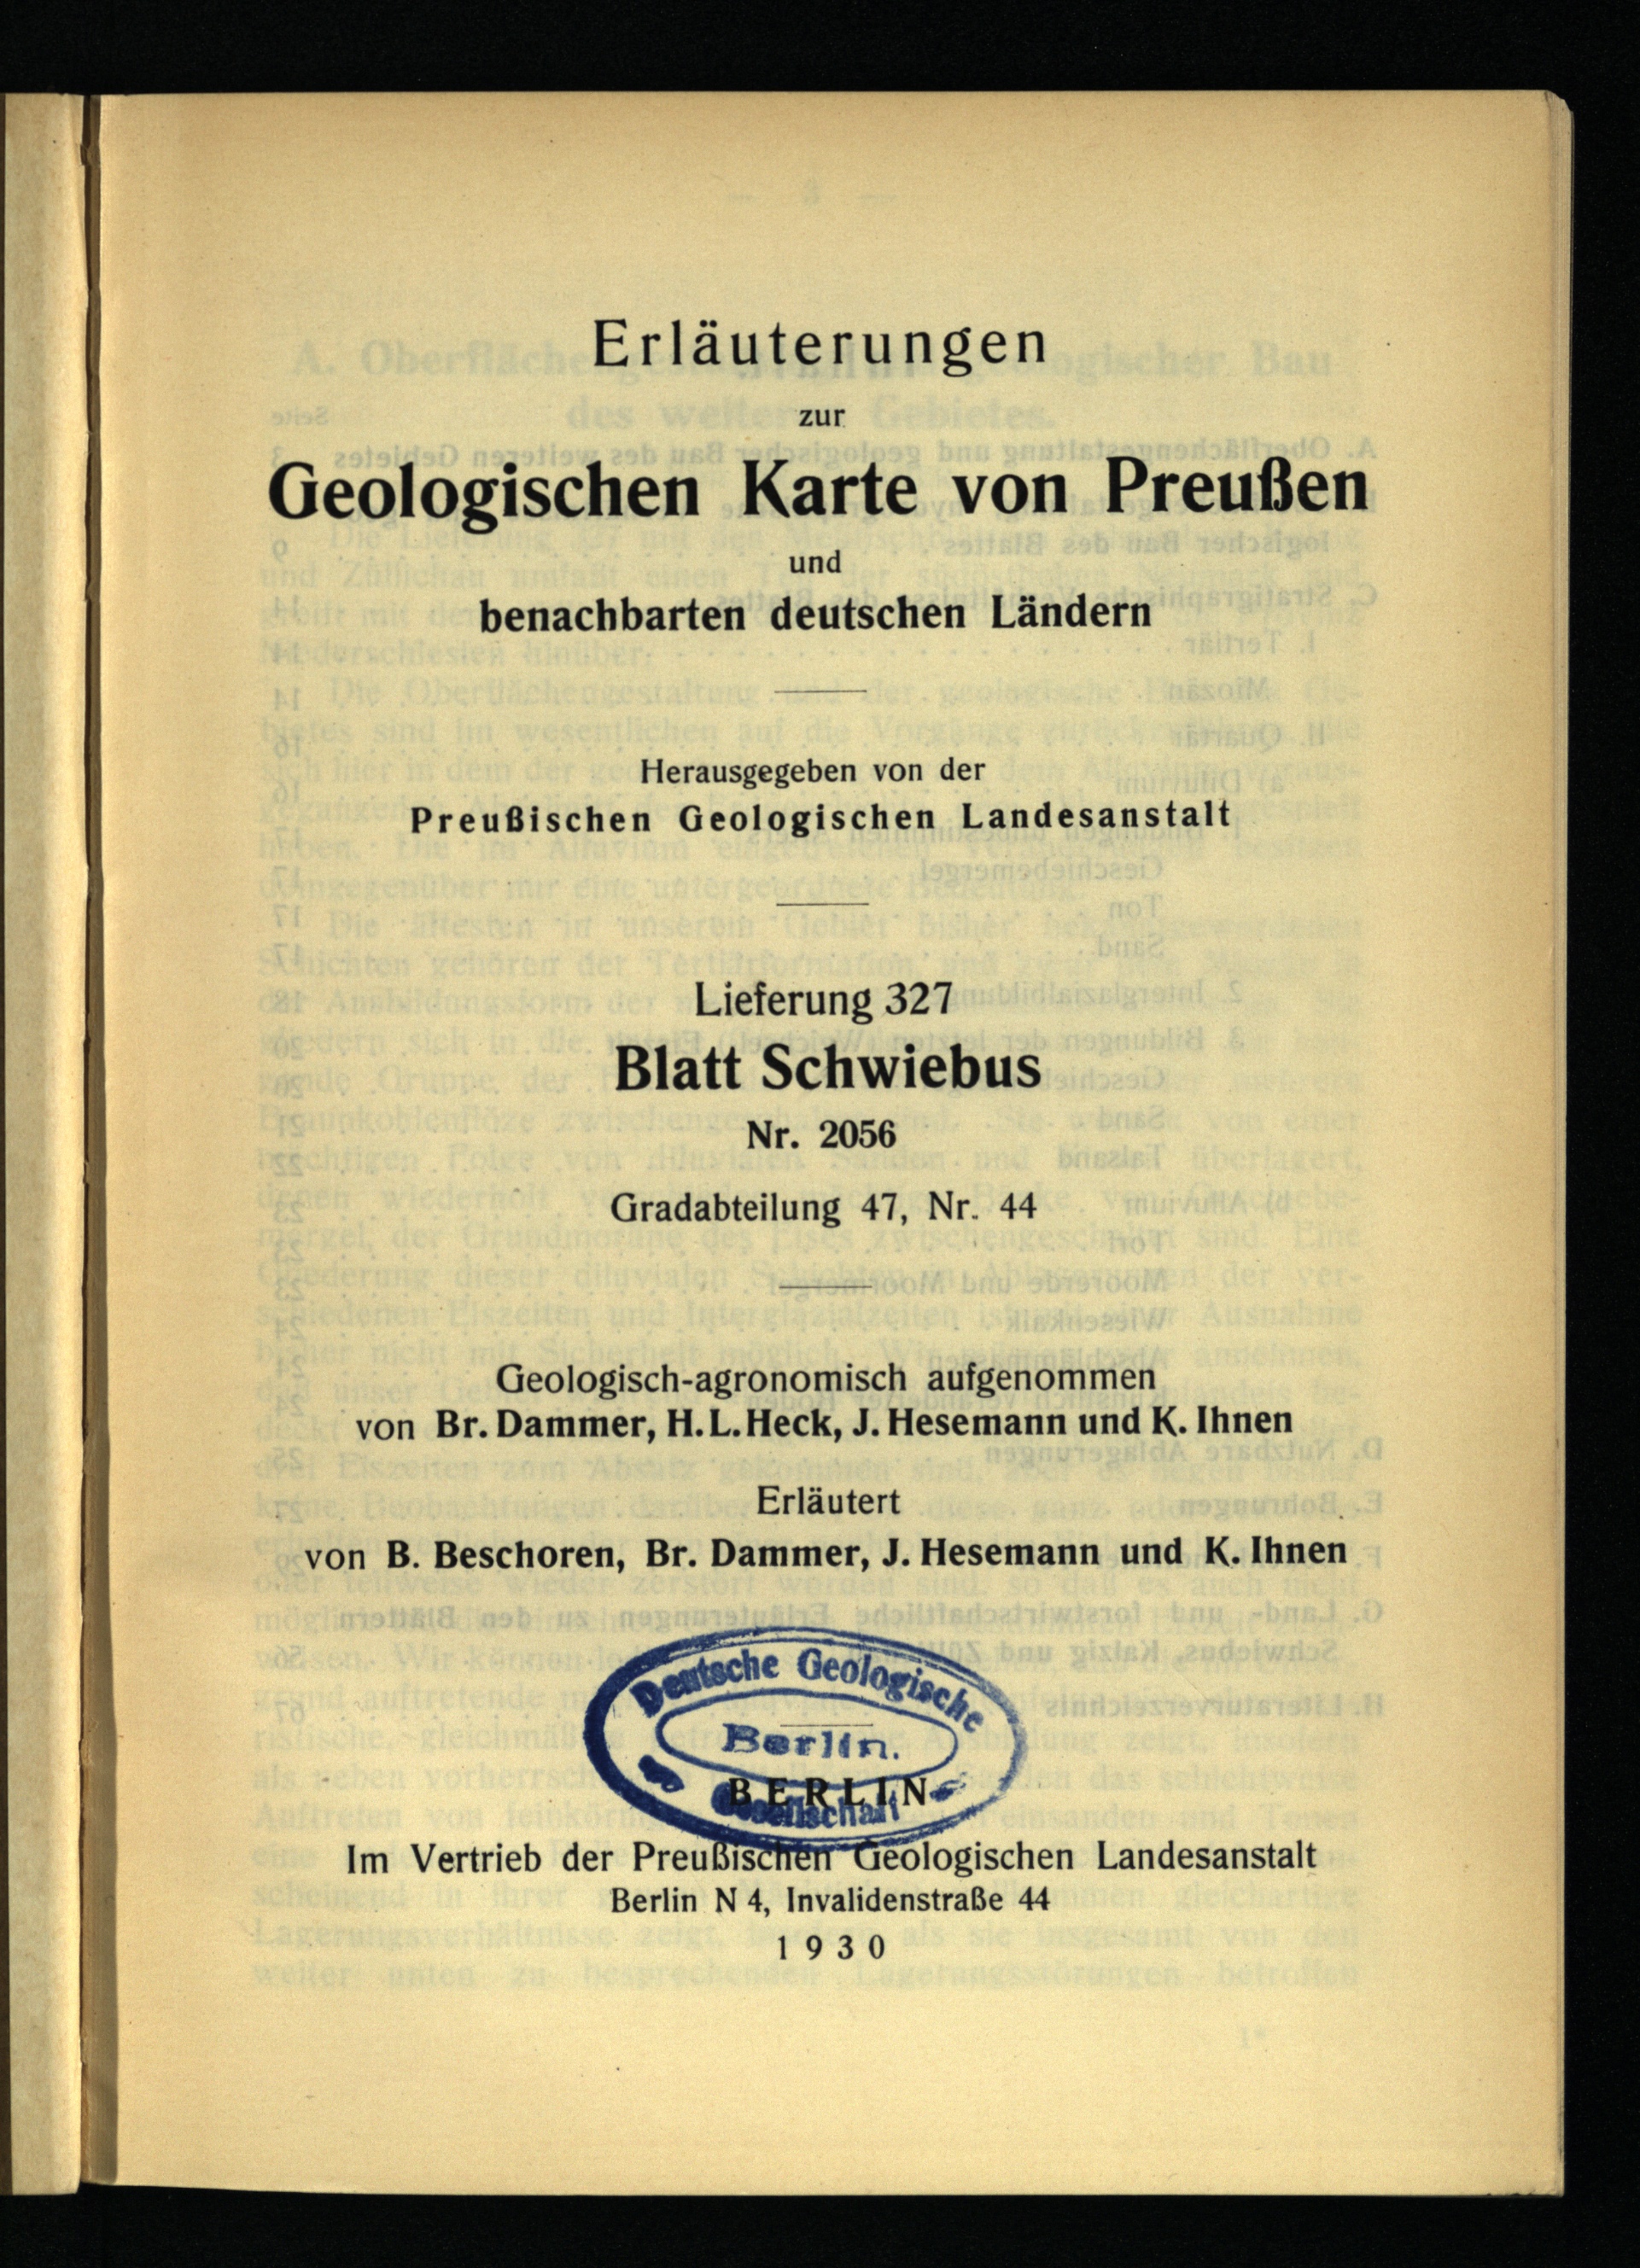 Erläuterungen
zur
Geologischen Karte von Preußen
und
benachbarten deutschen Ländern
Herausgegeben von der
Preußischen Geologischen Landesanstalt
Lieferung 327
Blatt Schwiebus
Nr. 2056
Gradabteilung 47, Nr. 44
Geologisch-agronomisch aufgenommen
von Br. Dammer, H. L. Heck, J. Hesemann und K. Ihnen
Erläutert
von B. Beschoren, Br. Dammer, J. Hesemann und K. Ihnen
Deutsche Geologische
Berlin.
Gesellschaft
BERLIN
Im Vertrieb der Preußischen Geologischen Landesanstalt
Berlin N 4, Invalidenstraße 44
1930